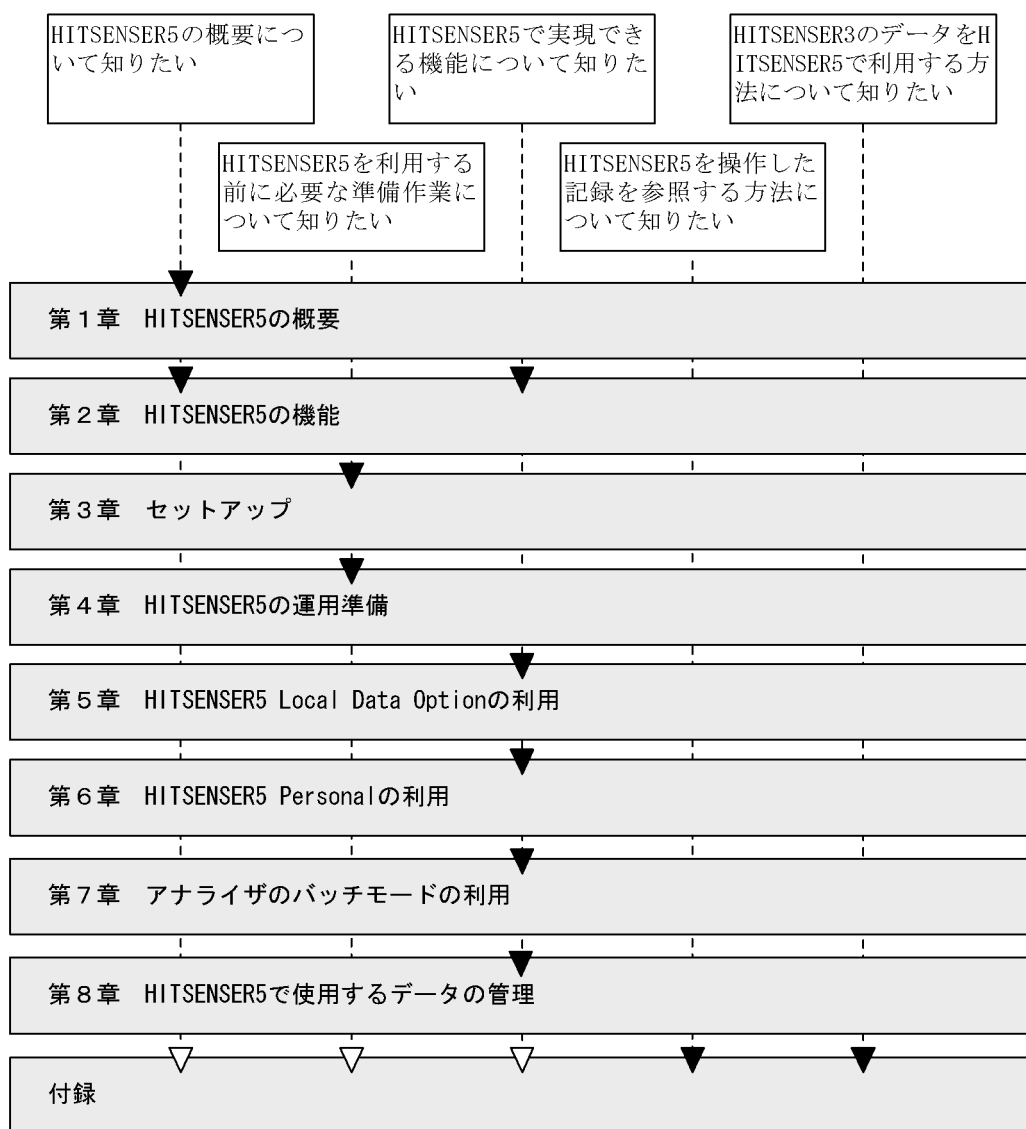 HITSENSER5の概要につ
いて知りたい
HITSENSER5で実現でき
る機能について知りた
い
HITSENSER3のデータをH
ITSENSER5で利用する方
法について知りたい
HITSENSER5を利用する
前に必要な準備作業に
ついて知りたい
HITSENSER5を操作した
記録を参照する方法に
ついて知りたい
第1章 HITSENSER5の概要
第2章 HITSENSER5の機能
第3章 セットアップ
第4章 HITSENSER5の運用準備
第5章 HITSENSER5 Local Data Optionの利用
第6章 HITSENSER5 Personalの利用
第7章 アナライザのバッチモードの利用
第8章 HITSENSER5で使用するデータの管理
付録